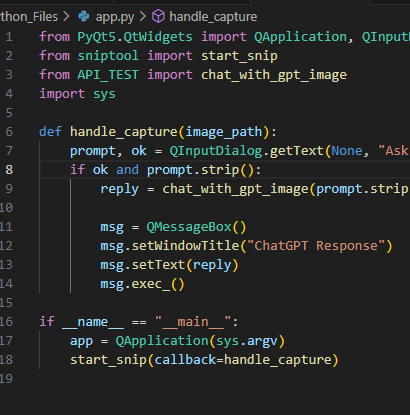 thon_Files > app.py > handle_capture
1 from PyQt5.QtWidgets import QApplication, QInput
2 from sniptool import start_snip
3 from API_TEST import chat_with_gpt_image
4 import sys
5
6 def handle_capture(image_path):
7 prompt, ok = QInputDialog.getText(None, "Ask
8 if ok and prompt.strip():
9 reply = chat_with_gpt_image(prompt.strip
10
11 msg = QMessageBox()
12 msg.setWindowTitle("ChatGPT Response")
13 msg.setText(reply)
14 msg.exec_()
15
16 if __name__ == "__main__":
17 app = QApplication(sys.argv)
18 start_snip(callback=handle_capture)
19